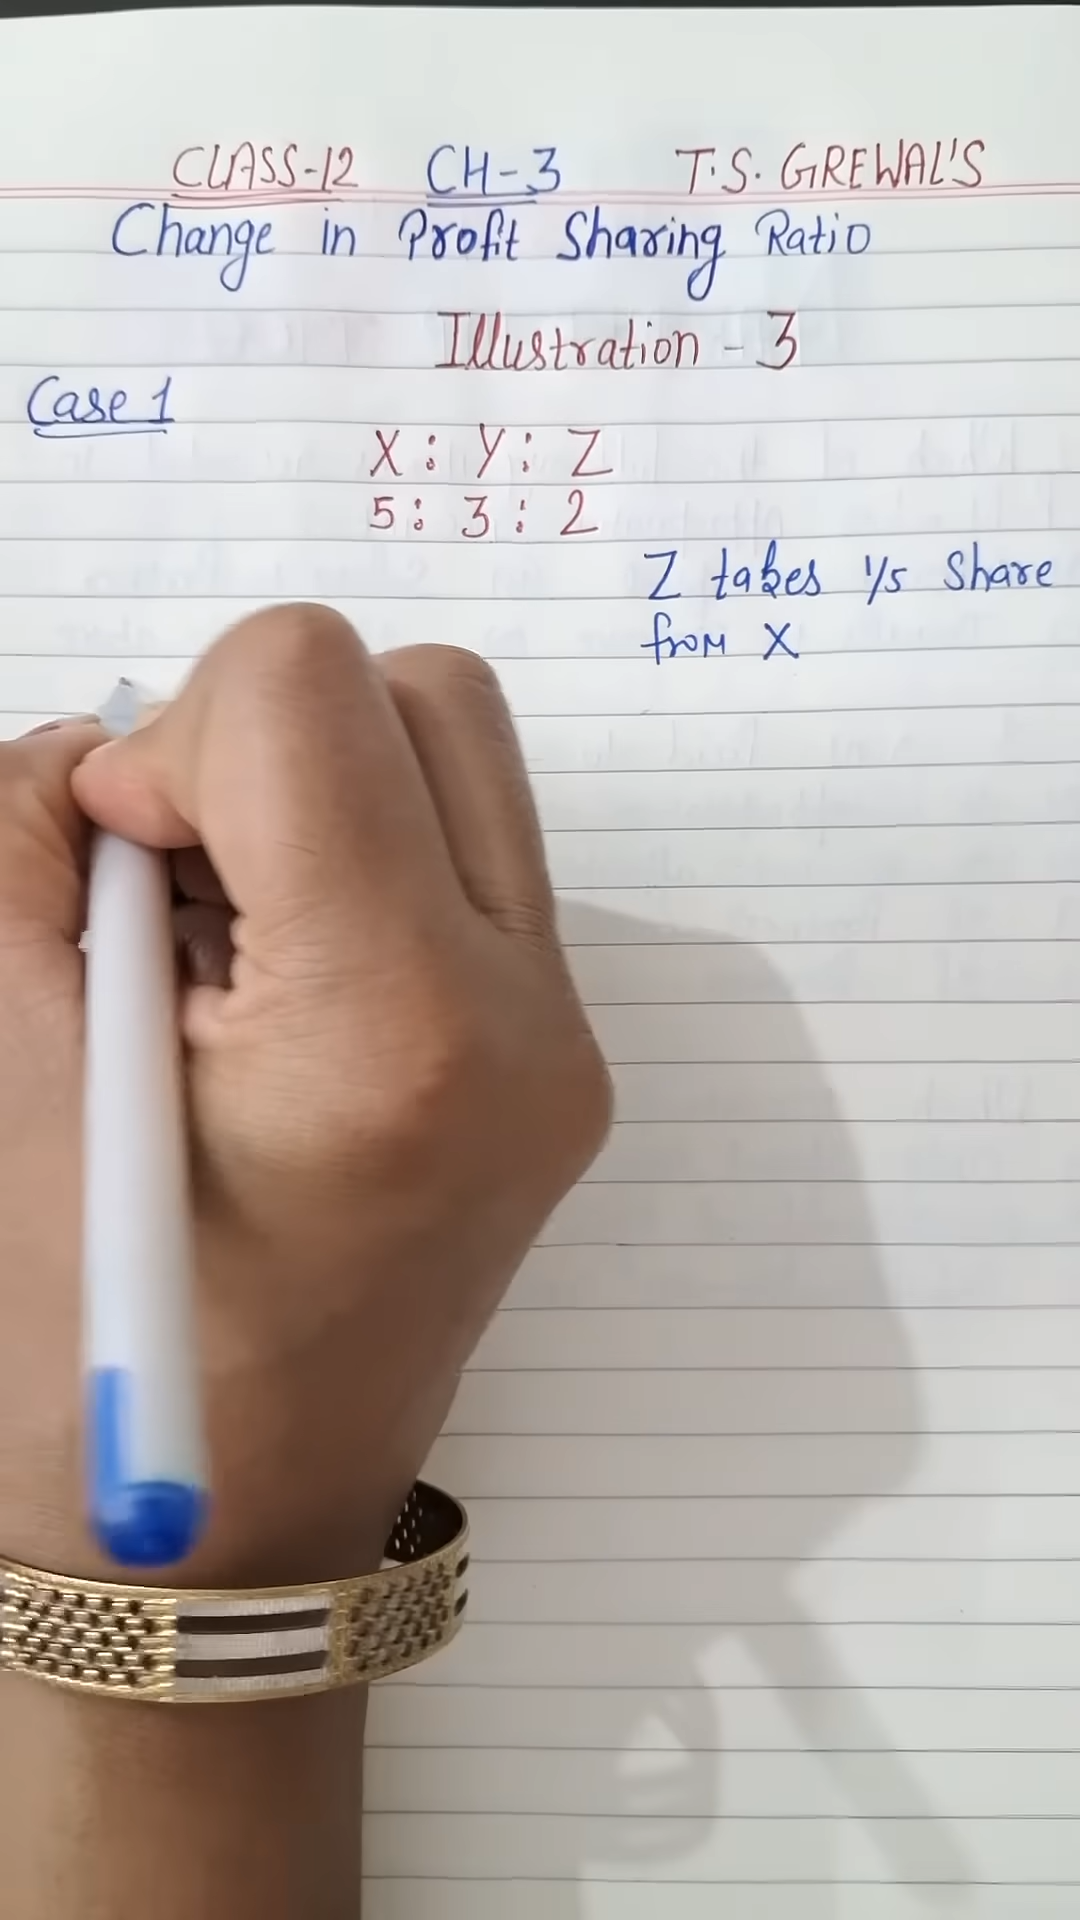 CLASS-12 CH-3 T.S. GREWAL'S
Change in Profit Sharing Ratio
Illustration - 3
Case 1
X : Y : Z
5 : 3 : 2
Z takes 1/5 Share
from X